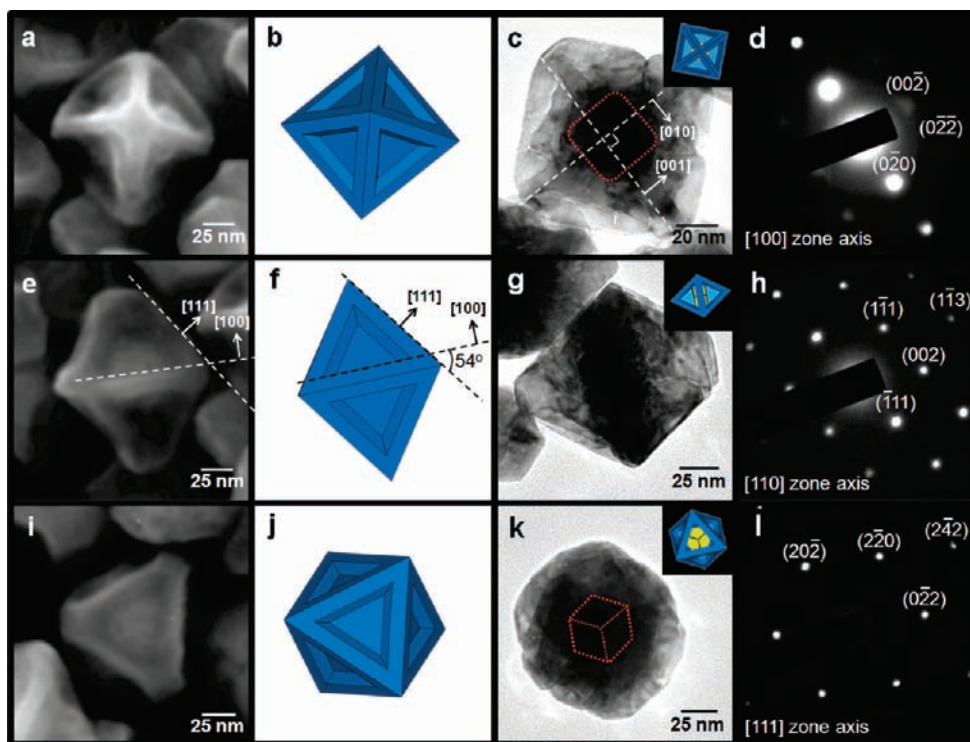 a
25 nm
b
c
[010]
[001]
20 nm
d
(002̄)
(02̄2̄)
(02̄0)
[100] zone axis
e
[111]
[100]
25 nm
f
[111]
[100]
54°
g
25 nm
h
(11̄1)
(11̄3)
(002)
(1̄11)
[110] zone axis
i
25 nm
j
k
25 nm
l
(202̄)
(22̄0)
(24̄2)
(02̄2)
[111] zone axis